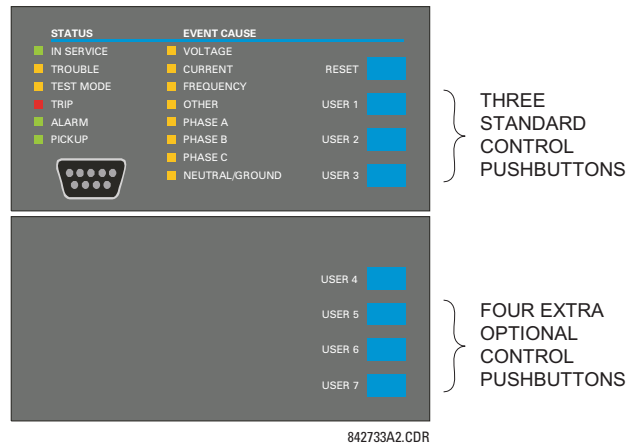 STATUS EVENT CAUSE
IN SERVICE VOLTAGE
TROUBLE CURRENT RESET
TEST MODE FREQUENCY
TRIP OTHER USER 1
ALARM PHASE A
PICKUP PHASE B USER 2
PHASE C
NEUTRAL/GROUND USER 3
THREE
STANDARD
CONTROL
PUSHBUTTONS
USER 4
USER 5
USER 6
USER 7
FOUR EXTRA
OPTIONAL
CONTROL
PUSHBUTTONS
842733A2.CDR